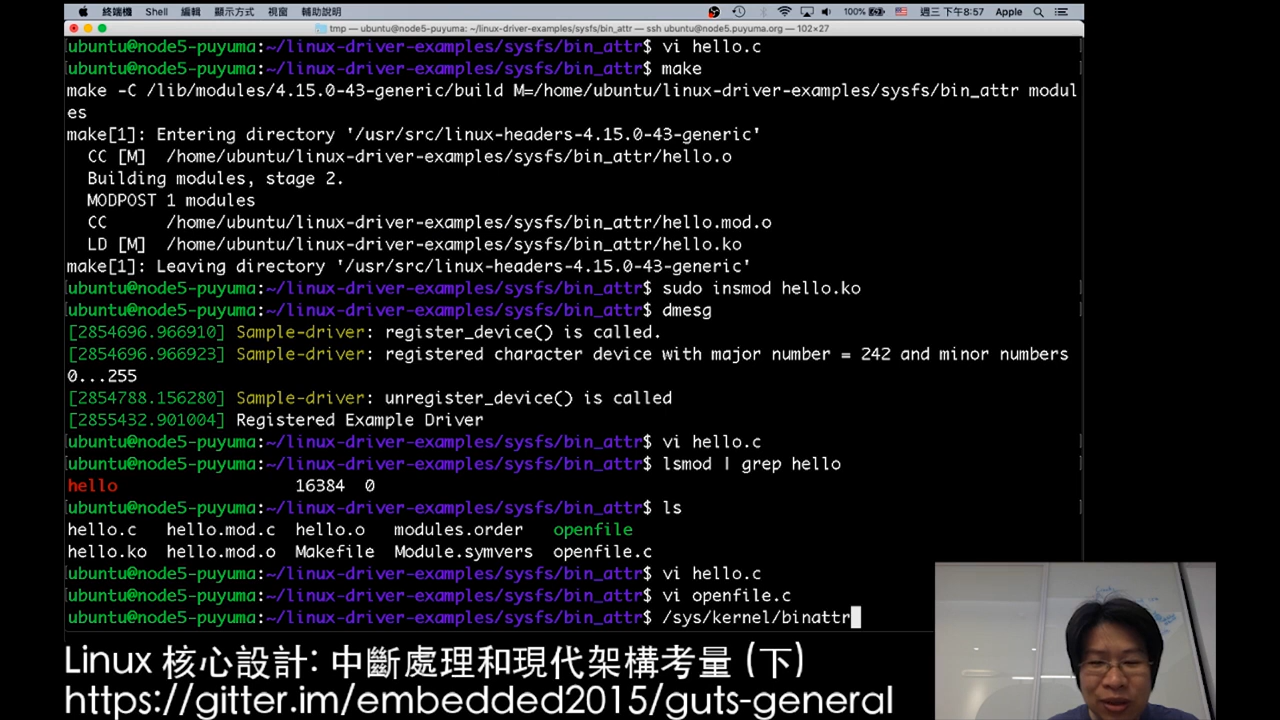 終端機 Shell 編輯 顯示方式 視窗 輔助說明 100% 週三 下8:57 Apple
tmp — ubuntu@node5-puyuma: ~/linux-driver-examples/sysfs/bin_attr — ssh ubuntu@node5.puyuma.org — 102×27
ubuntu@node5-puyuma:~/linux-driver-examples/sysfs/bin_attr$ vi hello.c
ubuntu@node5-puyuma:~/linux-driver-examples/sysfs/bin_attr$ make
make -C /lib/modules/4.15.0-43-generic/build M=/home/ubuntu/linux-driver-examples/sysfs/bin_attr modul
es
make[1]: Entering directory '/usr/src/linux-headers-4.15.0-43-generic'
CC [M] /home/ubuntu/linux-driver-examples/sysfs/bin_attr/hello.o
Building modules, stage 2.
MODPOST 1 modules
CC /home/ubuntu/linux-driver-examples/sysfs/bin_attr/hello.mod.o
LD [M] /home/ubuntu/linux-driver-examples/sysfs/bin_attr/hello.ko
make[1]: Leaving directory '/usr/src/linux-headers-4.15.0-43-generic'
ubuntu@node5-puyuma:~/linux-driver-examples/sysfs/bin_attr$ sudo insmod hello.ko
ubuntu@node5-puyuma:~/linux-driver-examples/sysfs/bin_attr$ dmesg
[2854696.966910] Sample-driver: register_device() is called.
[2854696.966923] Sample-driver: registered character device with major number = 242 and minor numbers
0...255
[2854788.156280] Sample-driver: unregister_device() is called
[2855432.901004] Registered Example Driver
ubuntu@node5-puyuma:~/linux-driver-examples/sysfs/bin_attr$ vi hello.c
ubuntu@node5-puyuma:~/linux-driver-examples/sysfs/bin_attr$ lsmod | grep hello
hello 16384 0
ubuntu@node5-puyuma:~/linux-driver-examples/sysfs/bin_attr$ ls
hello.c hello.mod.c hello.o modules.order openfile
hello.ko hello.mod.o Makefile Module.symvers openfile.c
ubuntu@node5-puyuma:~/linux-driver-examples/sysfs/bin_attr$ vi hello.c
ubuntu@node5-puyuma:~/linux-driver-examples/sysfs/bin_attr$ vi openfile.c
ubuntu@node5-puyuma:~/linux-driver-examples/sysfs/bin_attr$ /sys/kernel/binattr
Linux 核心設計: 中斷處理和現代架構考量 (下)
https://gitter.im/embedded2015/guts-general